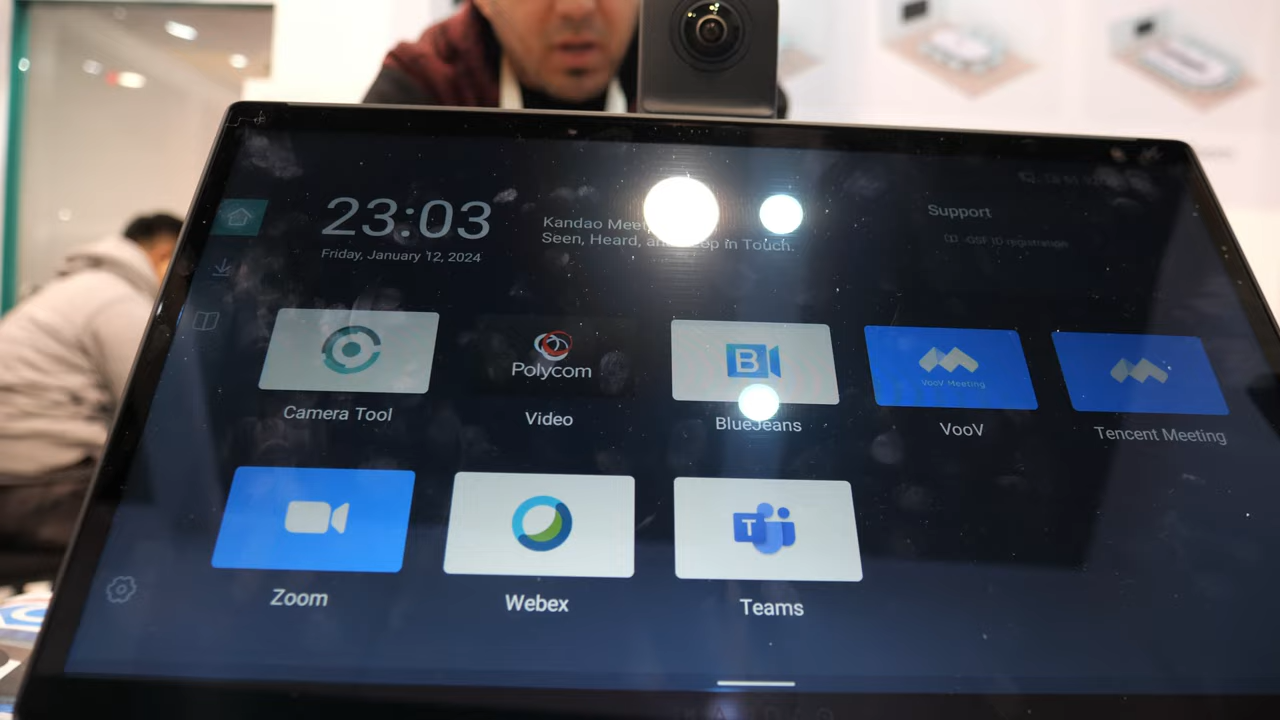 23:03
Friday, January 12, 2024
Kandao Meet
Seen, Heard, and Keep in Touch.
Support
Camera Tool
Polycom
Video
B
BlueJeans
VooV Meeting
VooV
Tencent Meeting
Zoom
Webex
T
Teams